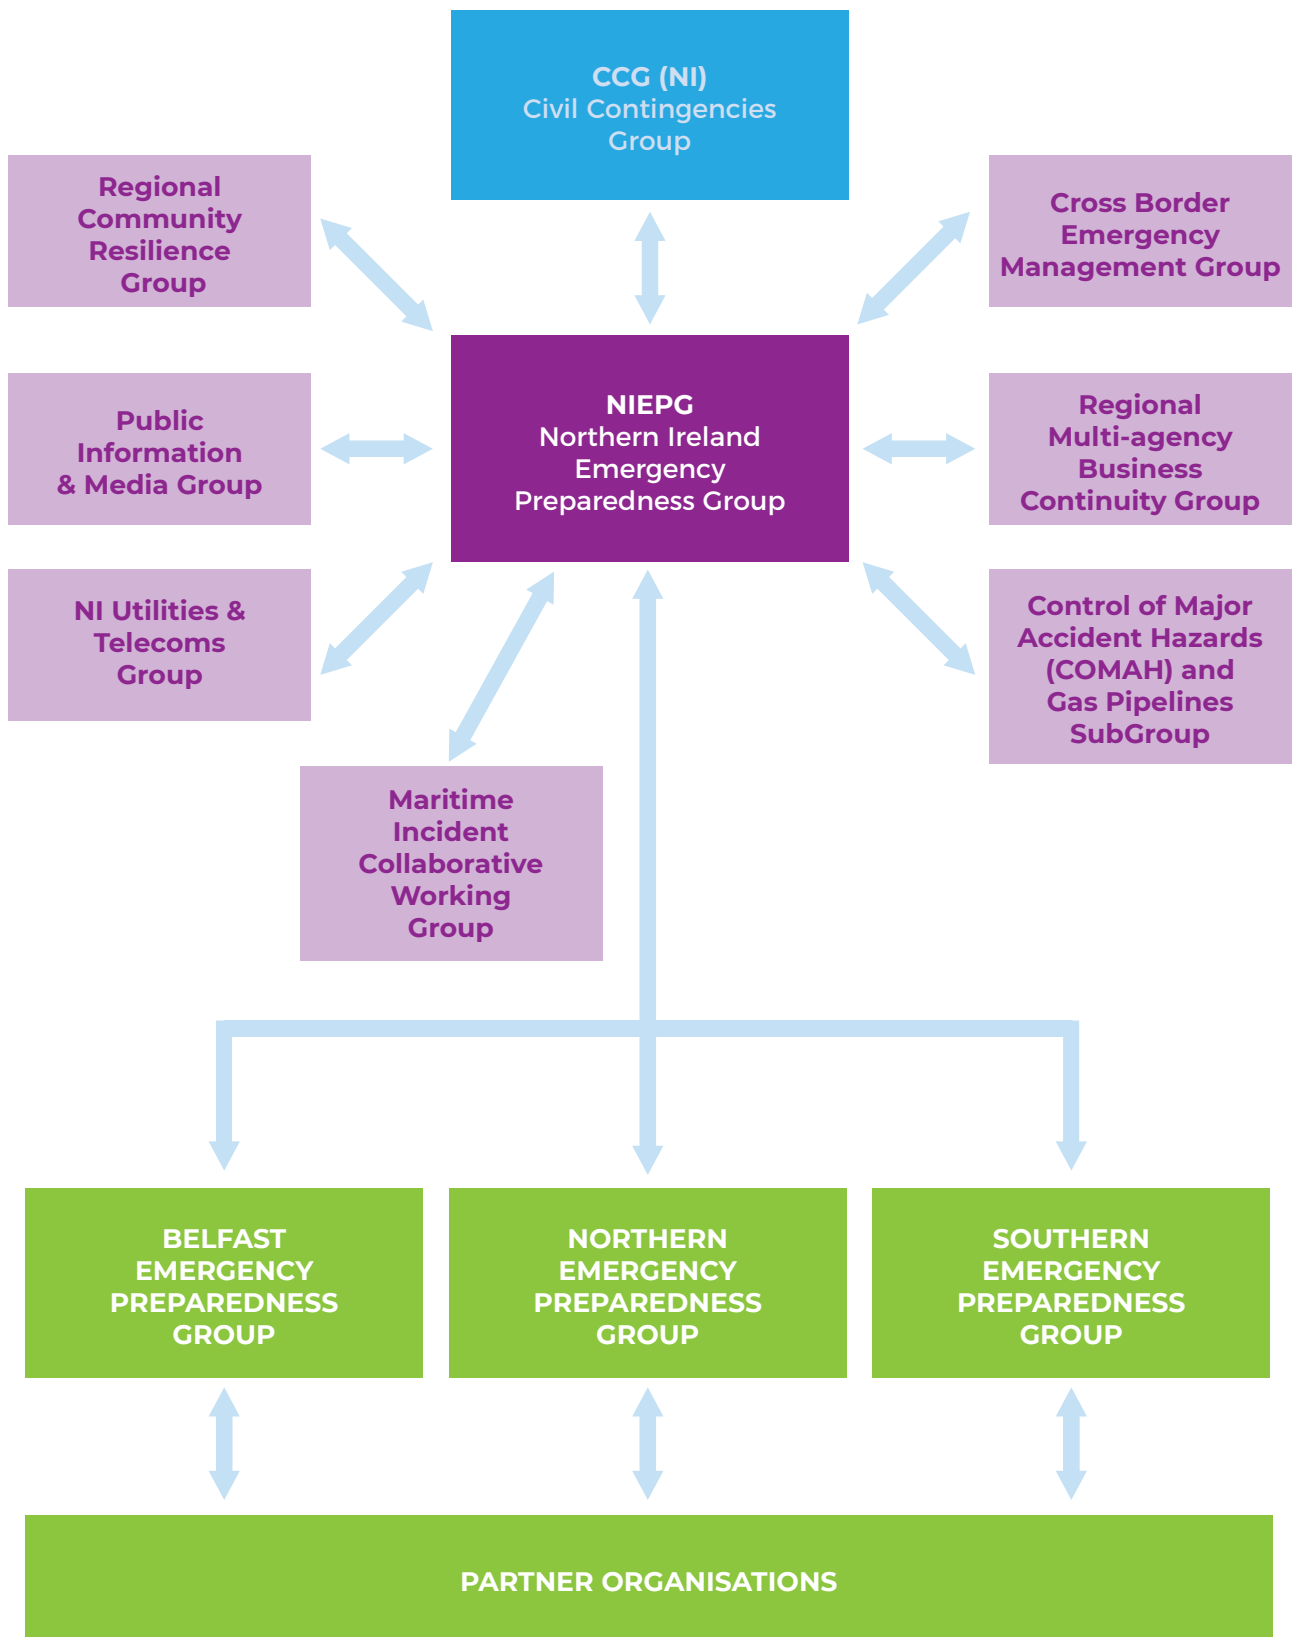 CCG (NI)
Civil Contingencies
Group
Regional
Community
Resilience
Group
Cross Border
Emergency
Management Group
NIEPG
Northern Ireland
Emergency
Preparedness Group
Public
Information
& Media Group
Regional
Multi-agency
Business
Continuity Group
NI Utilities &
Telecoms
Group
Control of Major
Accident Hazards
(COMAH) and
Gas Pipelines
SubGroup
Maritime
Incident
Collaborative
Working
Group
BELFAST
EMERGENCY
PREPAREDNESS
GROUP
NORTHERN
EMERGENCY
PREPAREDNESS
GROUP
SOUTHERN
EMERGENCY
PREPAREDNESS
GROUP
PARTNER ORGANISATIONS